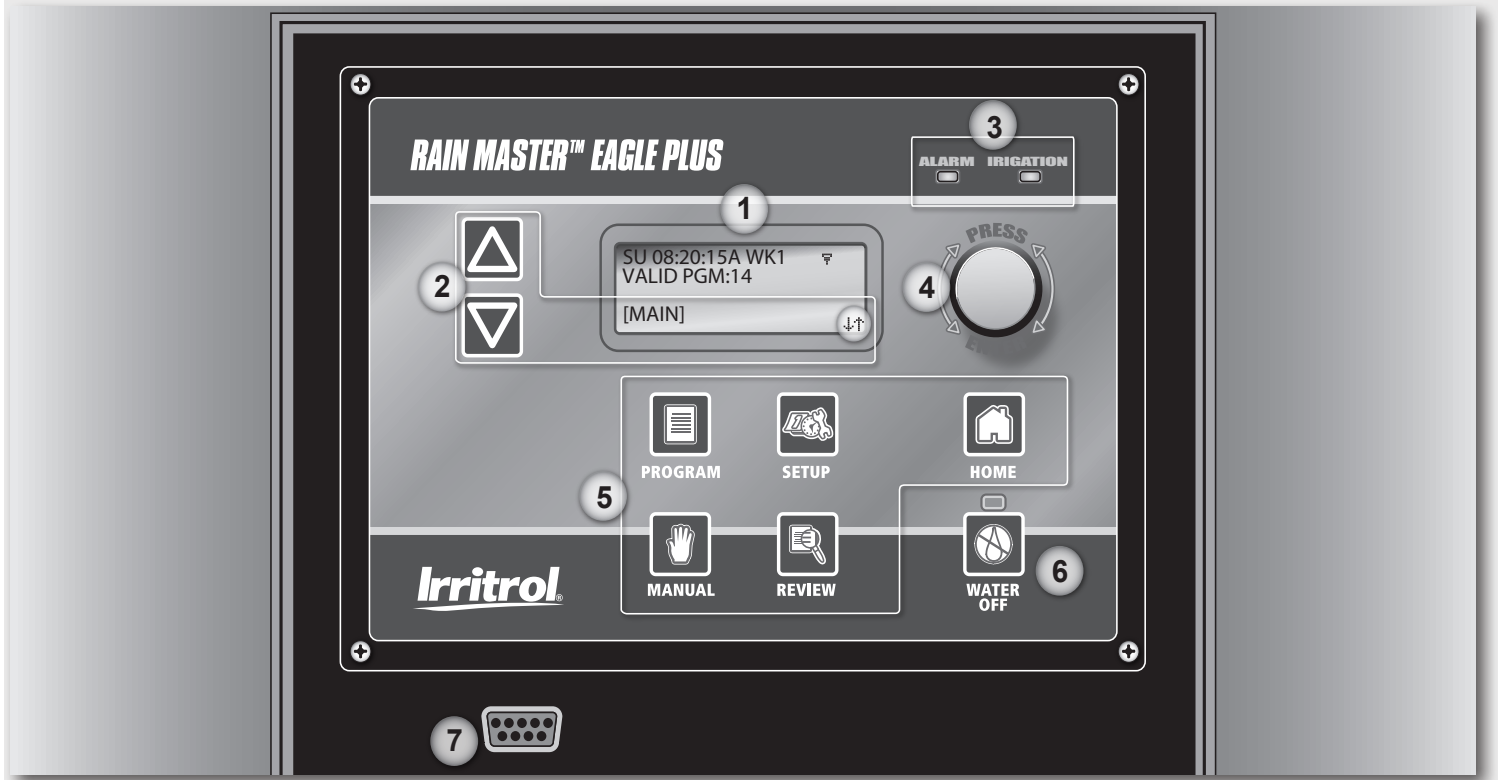 RAIN MASTER™ EAGLE PLUS
3
ALARM IRIGATION
1
SU 08:20:15A WK1
VALID PGM:14
[MAIN]
2
PRESS
4
PROGRAM
SETUP
HOME
5
MANUAL
REVIEW
WATER
OFF
6
Irritrol®
7